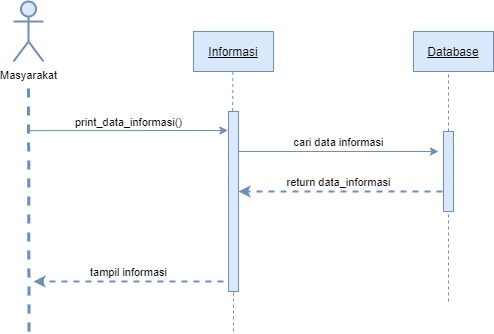 Informasi
Database
Masyarakat
print_data_informasi()
cari data informasi
return data_informasi
tampil informasi